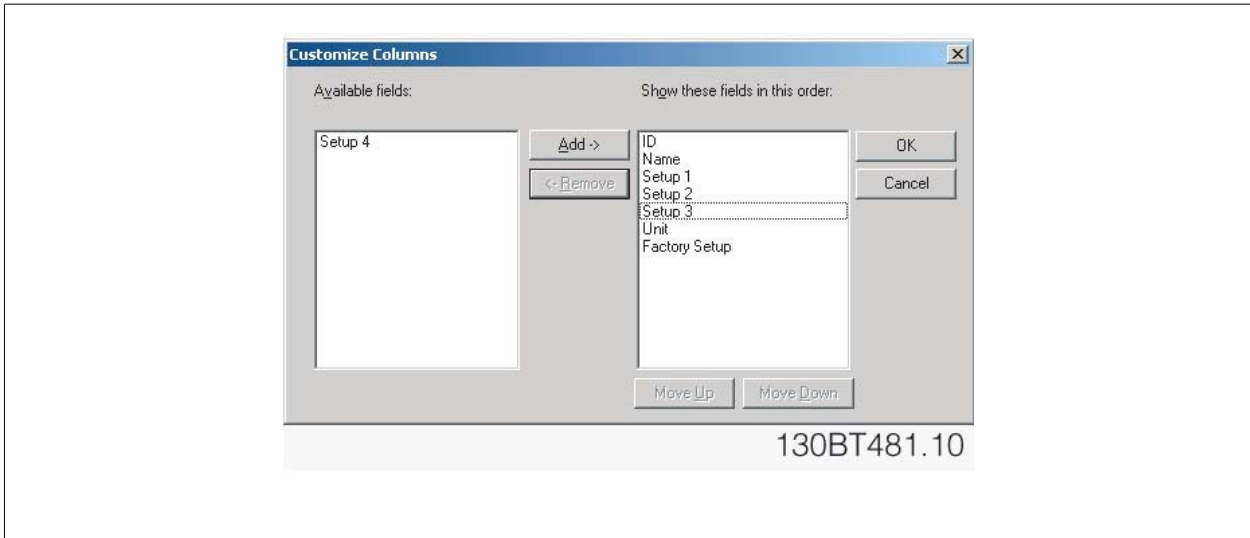 Customize Columns
Available fields:
Show these fields in this order:
Setup 4
Add ->
<- Remove
ID
Name
Setup 1
Setup 2
Setup 3
Unit
Factory Setup
OK
Cancel
Move Up
Move Down
130BT481.10